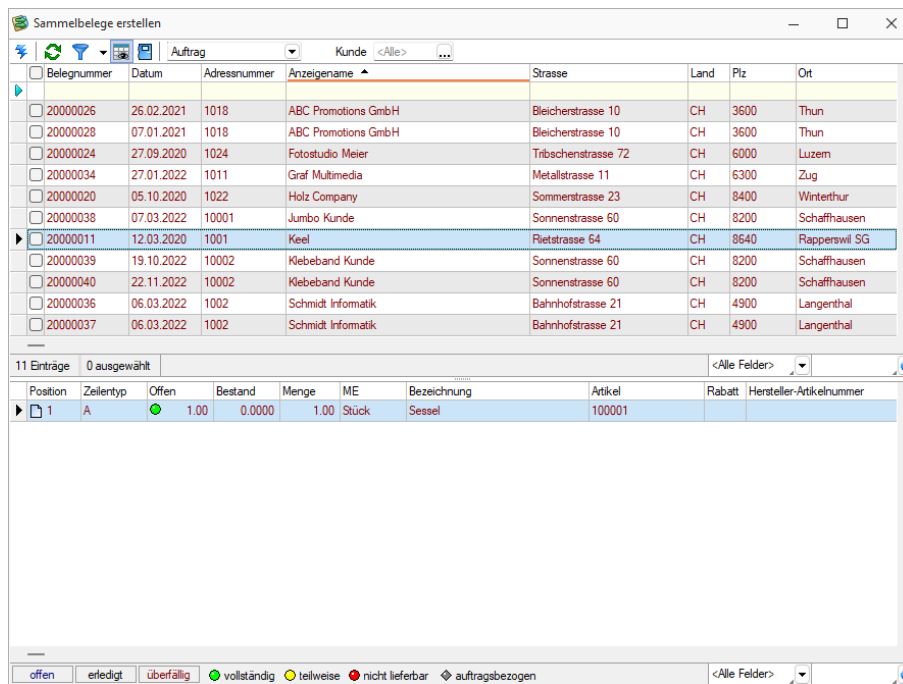 Sammelbelege erstellen
Auftrag Kunde <Alle> ...
Belegnummer Datum Adressnummer Anzeigename Strasse Land Plz Ort
20000026 26.02.2021 1018 ABC Promotions GmbH Bleicherstrasse 10 CH 3600 Thun
20000028 07.01.2021 1018 ABC Promotions GmbH Bleicherstrasse 10 CH 3600 Thun
20000024 27.09.2020 1024 Fotostudio Meier Tribschenstrasse 72 CH 6000 Luzern
20000034 27.01.2022 1011 Graf Multimedia Metallstrasse 11 CH 6300 Zug
20000020 05.10.2020 1022 Holz Company Sommerstrasse 23 CH 8400 Winterthur
20000038 07.03.2022 10001 Jumbo Kunde Sonnenstrasse 60 CH 8200 Schaffhausen
20000011 12.03.2020 1001 Keel Rietstrasse 64 CH 8640 Rapperswil SG
20000039 19.10.2022 10002 Klebeband Kunde Sonnenstrasse 60 CH 8200 Schaffhausen
20000040 22.11.2022 10002 Klebeband Kunde Sonnenstrasse 60 CH 8200 Schaffhausen
20000036 06.03.2022 1002 Schmidt Informatik Bahnhofstrasse 21 CH 4900 Langenthal
20000037 06.03.2022 1002 Schmidt Informatik Bahnhofstrasse 21 CH 4900 Langenthal
11 Einträge 0 ausgewählt <Alle Felder>
Position Zeilentyp Offen Bestand Menge ME Bezeichnung Artikel Rabatt Hersteller-Artikelnummer
1 A 1.00 0.0000 1.00 Stück Sessel 100001
offen erledigt überfällig vollständig teilweise nicht lieferbar auftragsbezogen <Alle Felder>